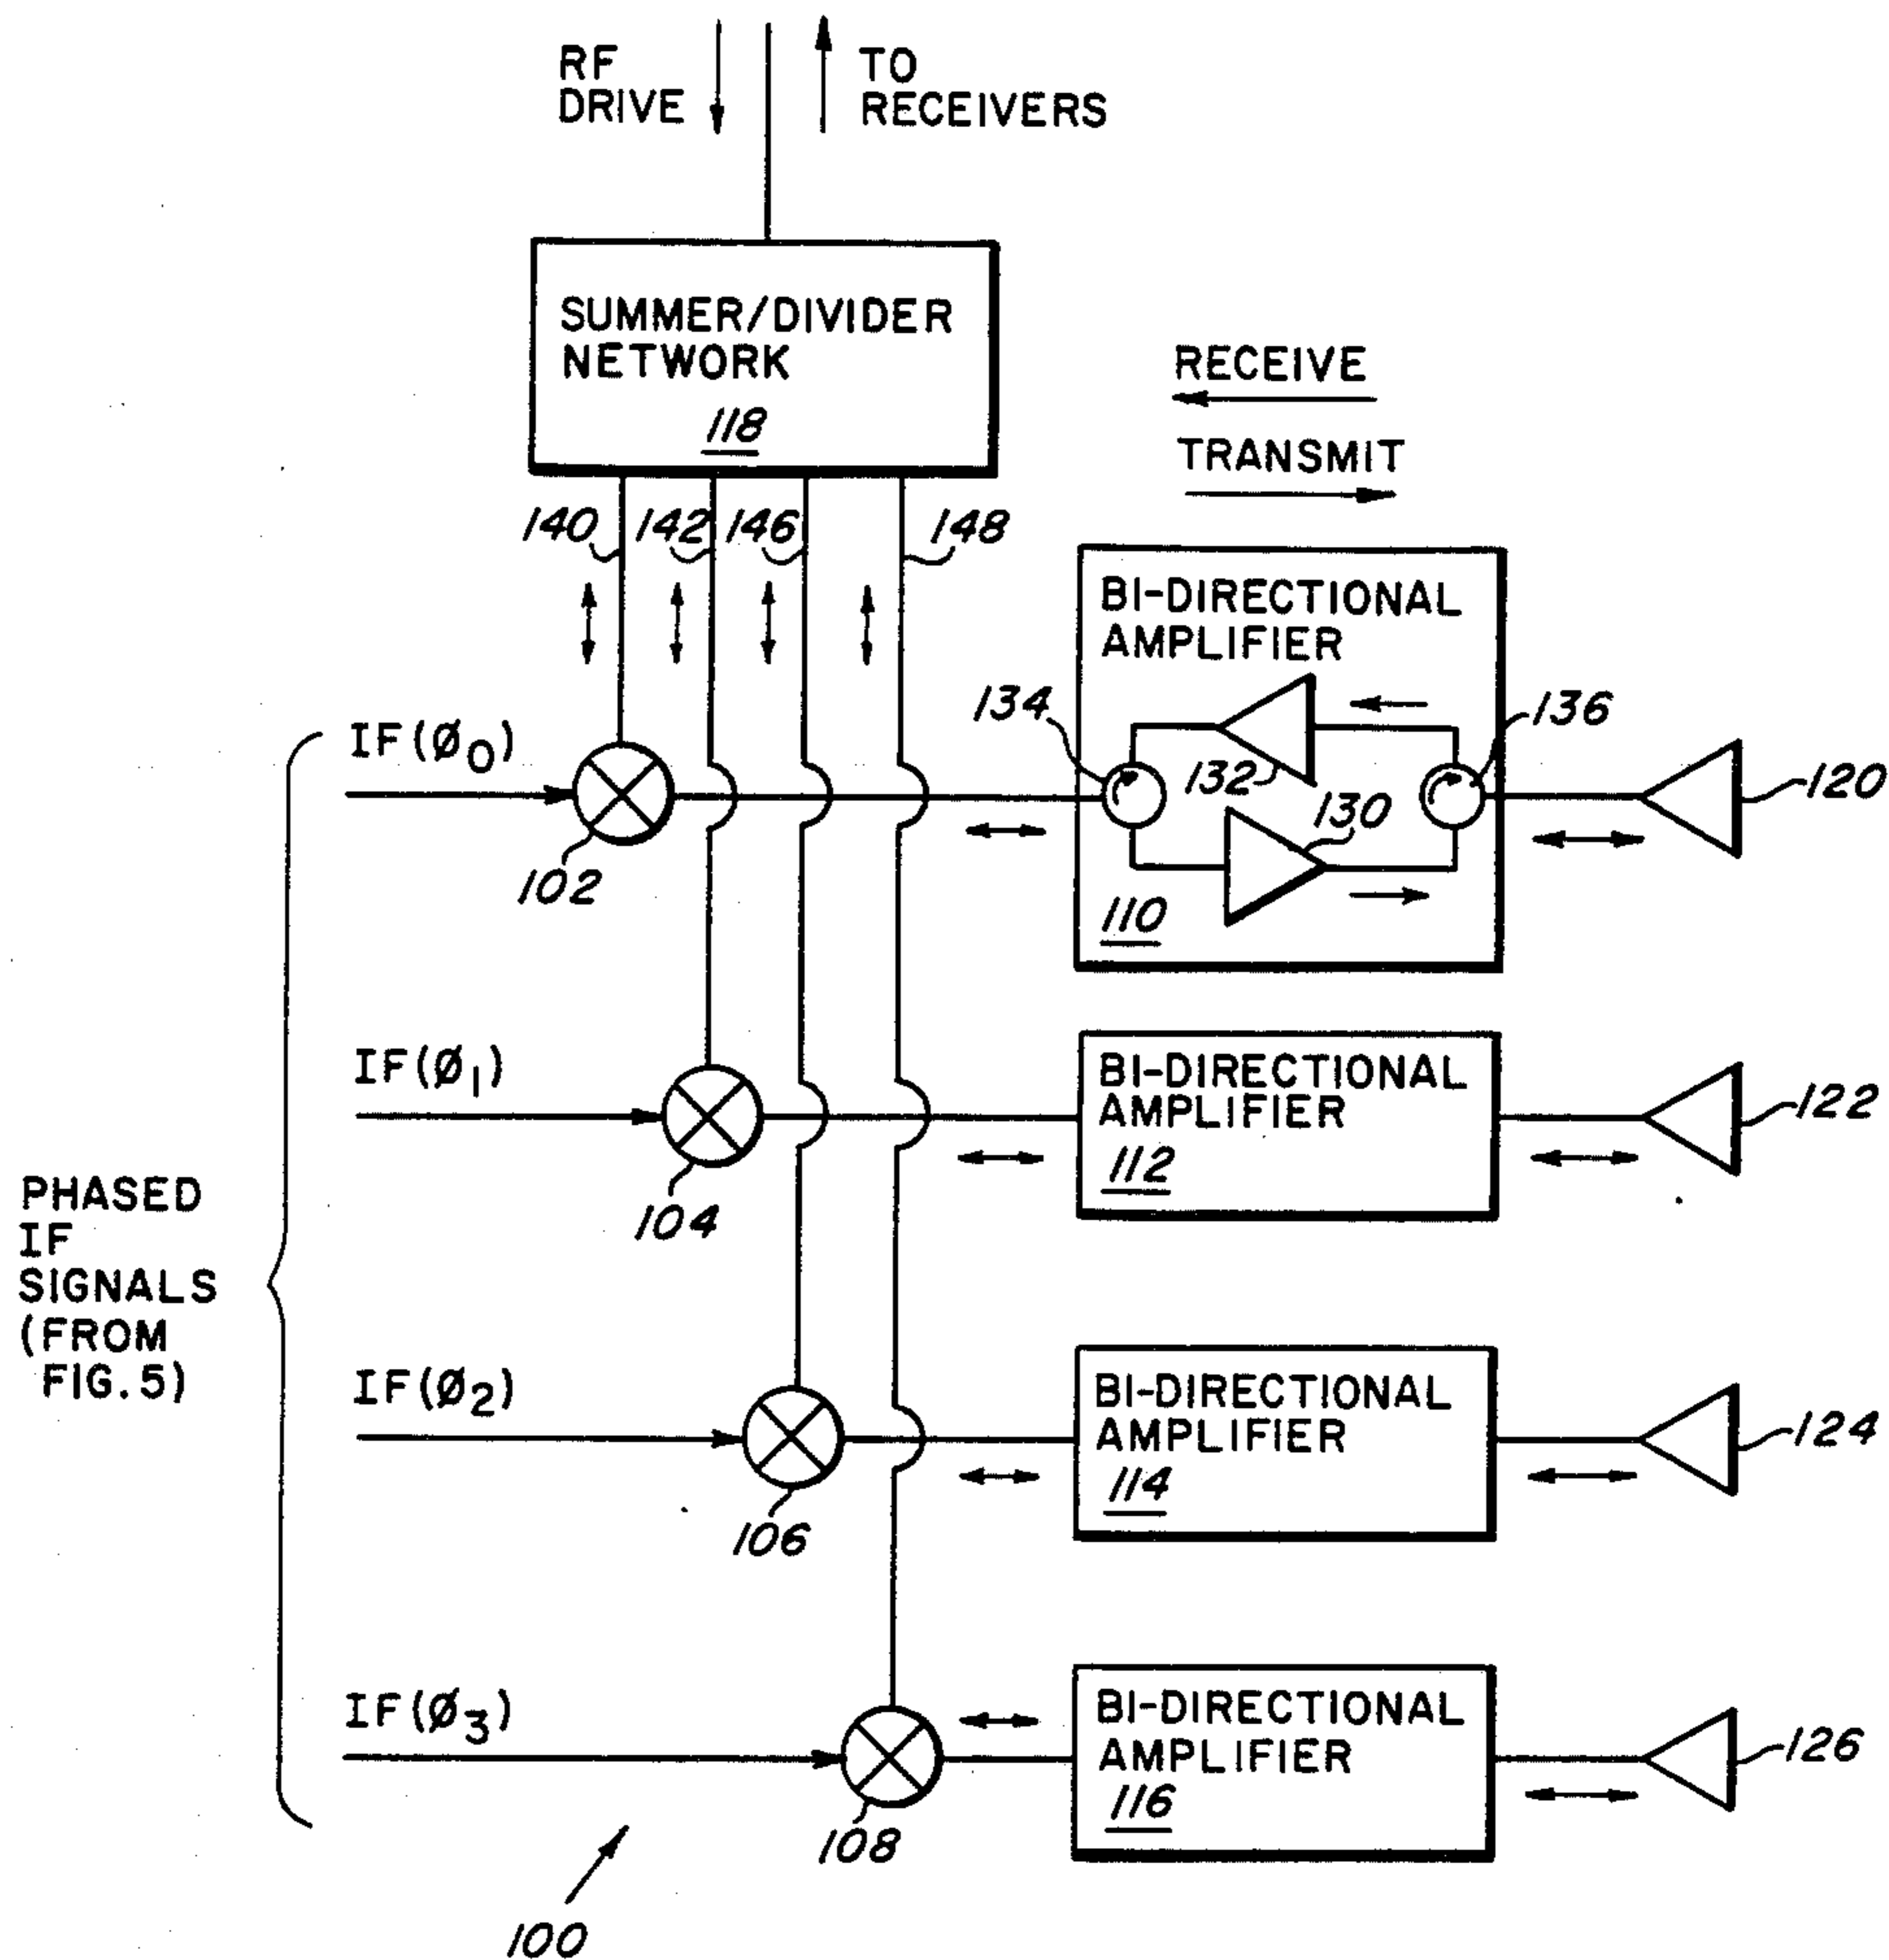 RF
DRIVE
TO
RECEIVERS
SUMMER/DIVIDER
NETWORK
118
RECEIVE
TRANSMIT
140
142
146
148
BI-DIRECTIONAL
AMPLIFIER
134
136
132
130
110
120
IF(Ø0)
102
IF(Ø1)
104
BI-DIRECTIONAL
AMPLIFIER
112
122
PHASED
IF
SIGNALS
(FROM
FIG.5)
IF(Ø2)
106
BI-DIRECTIONAL
AMPLIFIER
114
124
IF(Ø3)
108
BI-DIRECTIONAL
AMPLIFIER
116
126
100